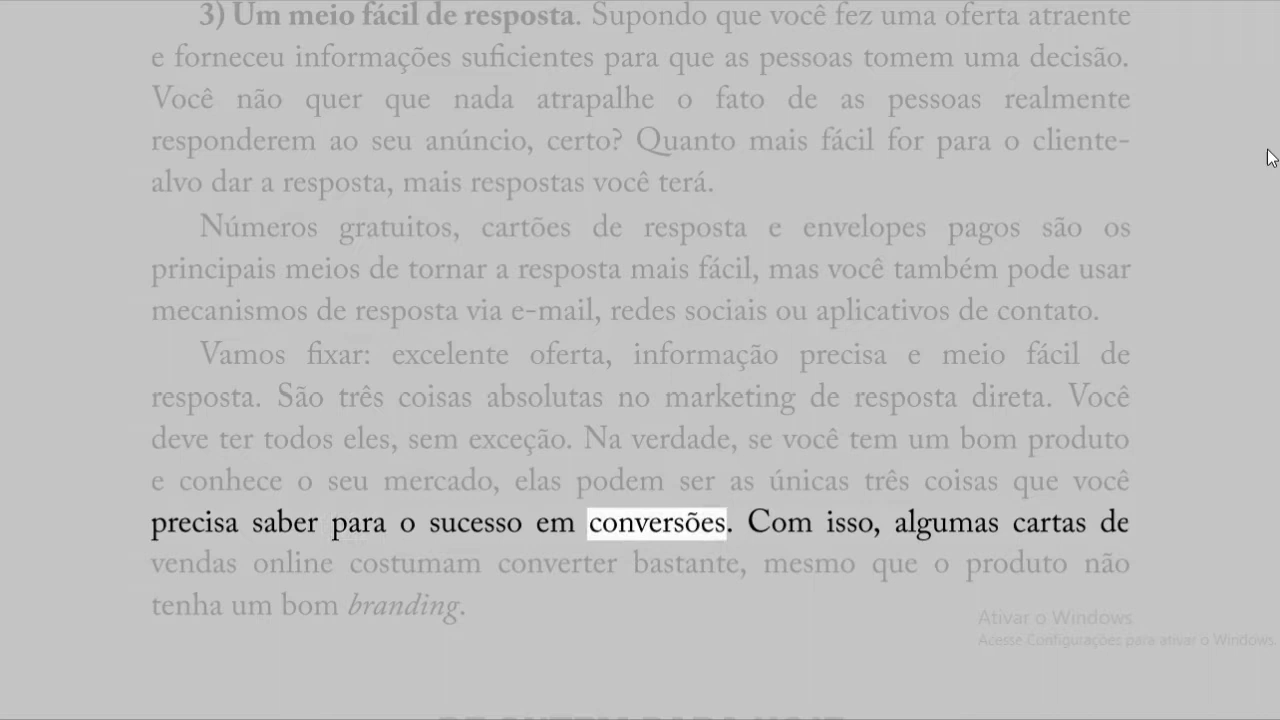 3) Um meio fácil de resposta. Supondo que você fez uma oferta atraente
e forneceu informações suficientes para que as pessoas tomem uma decisão.
Você não quer que nada atrapalhe o fato de as pessoas realmente
responderem ao seu anúncio, certo? Quanto mais fácil for para o cliente-
alvo dar a resposta, mais respostas você terá.
Números gratuitos, cartões de resposta e envelopes pagos são os
principais meios de tornar a resposta mais fácil, mas você também pode usar
mecanismos de resposta via e-mail, redes sociais ou aplicativos de contato.
Vamos fixar: excelente oferta, informação precisa e meio fácil de
resposta. São três coisas absolutas no marketing de resposta direta. Você
deve ter todos eles, sem exceção. Na verdade, se você tem um bom produto
e conhece o seu mercado, elas podem ser as únicas três coisas que você
precisa saber para o sucesso em conversões. Com isso, algumas cartas de
vendas online costumam converter bastante, mesmo que o produto não
tenha um bom branding.
Ativar o Windows
Acesse Configurações para ativar o Windows.